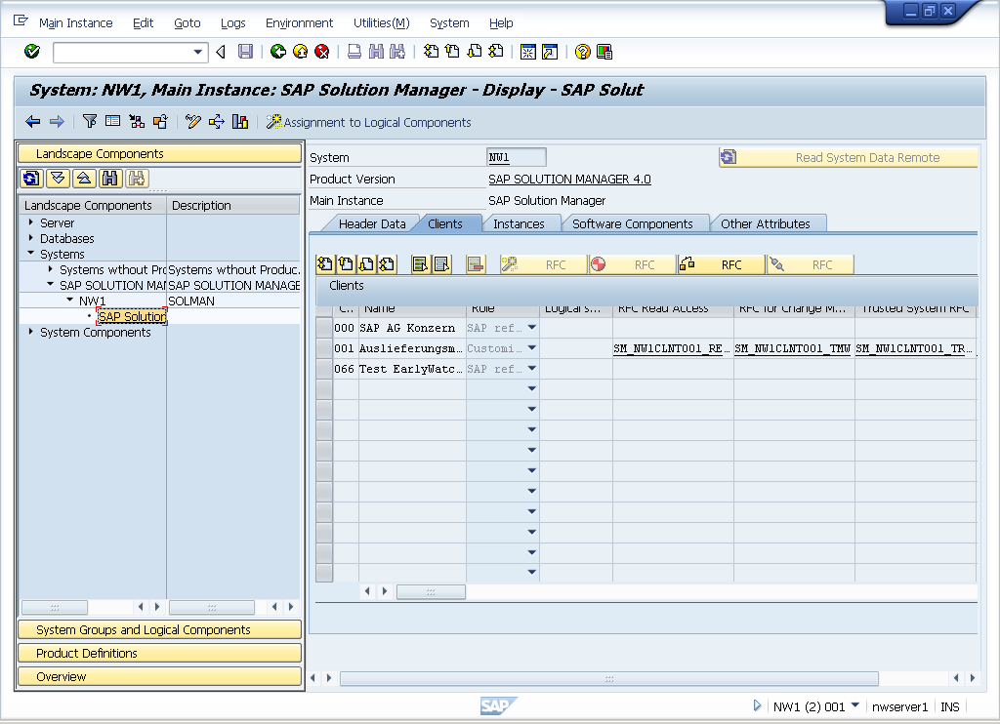 Main Instance Edit Goto Logs Environment Utilities(M) System Help
System: NW1, Main Instance: SAP Solution Manager - Display - SAP Solut
Assignment to Logical Components
Landscape Components
Landscape Components Description
Server
Databases
Systems
Systems wthout Pr Systems wthout Produc.
SAP SOLUTION MA SAP SOLUTION MANAGE
NW1 SOLMAN
SAP Solution
System Components
System Groups and Logical Components
Product Definitions
Overview
System NW1 Read System Data Remote
Product Version SAP SOLUTION MANAGER 4.0
Main Instance SAP Solution Manager
Header Data Clients Instances Software Components Other Attributes
RFC RFC RFC RFC
Clients
C.. Name Role Logical s... RFC Read Access RFC for Change M... Trusted System RFC
000 SAP AG Konzern SAP ref…
001 Auslieferungsm… Customi… SM_NW1CLNT001_RE… SM_NW1CLNT001_TMW SM_NW1CLNT001_TR…
066 Test EarlyWatc… SAP ref…
SAP NW1 (2) 001 nwserver1 INS